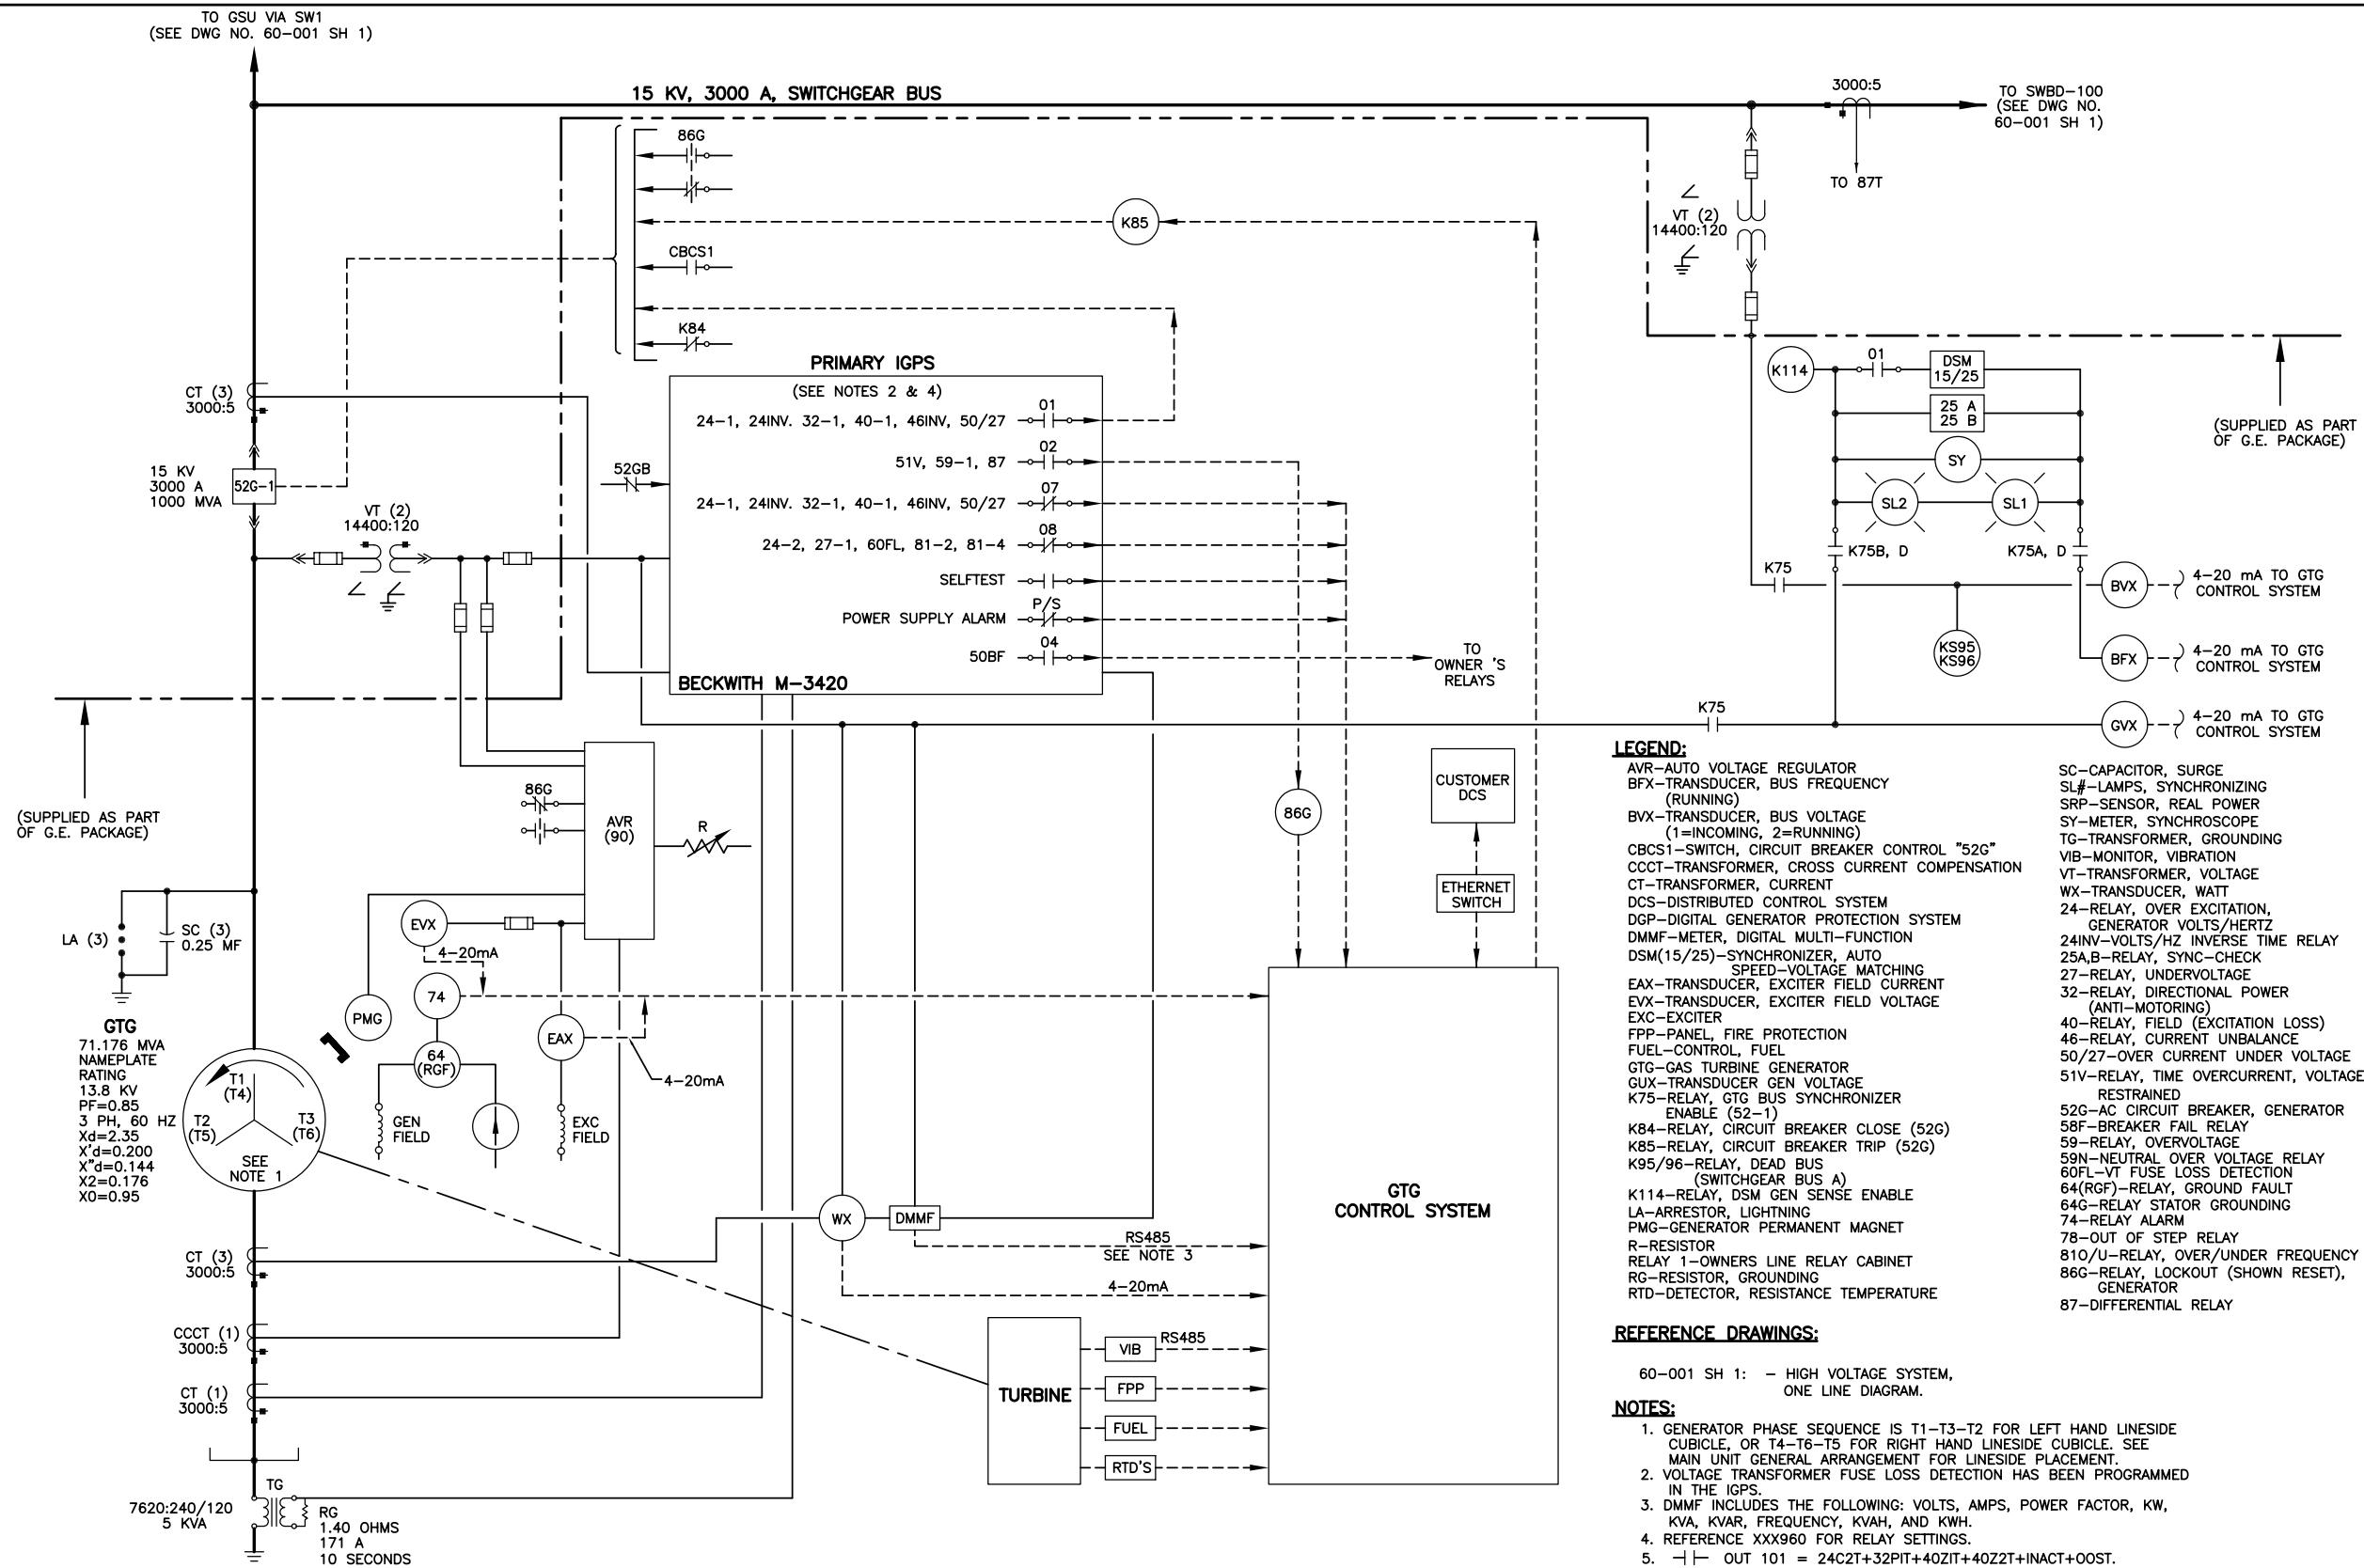 TO GSU VIA SW1
(SEE DWG NO. 60-001 SH 1)
15 KV, 3000 A, SWITCHGEAR BUS
3000:5
TO SWBD-100
(SEE DWG NO.
60-001 SH 1)
TO 87T
86G
K85
VT (2)
14400:120
CBCS1
K84
PRIMARY IGPS
(SEE NOTES 2 & 4)
24-1, 24INV. 32-1, 40-1, 46INV, 50/27
01
51V, 59-1, 87
02
24-1, 24INV. 32-1, 40-1, 46INV, 50/27
07
24-2, 27-1, 60FL, 81-2, 81-4
08
SELFTEST
POWER SUPPLY ALARM
P/S
50BF
04
BECKWITH M-3420
TO
OWNER 'S
RELAYS
52GB
CT (3)
3000:5
15 KV
3000 A
1000 MVA
52G-1
VT (2)
14400:120
K114
01
DSM
15/25
25 A
25 B
SY
SL2
SL1
K75B, D
K75A, D
(SUPPLIED AS PART
OF G.E. PACKAGE)
K75
BVX
4-20 mA TO GTG
CONTROL SYSTEM
KS95
KS96
BFX
4-20 mA TO GTG
CONTROL SYSTEM
K75
GVX
4-20 mA TO GTG
CONTROL SYSTEM
(SUPPLIED AS PART
OF G.E. PACKAGE)
86G
AVR
(90)
R
86G
CUSTOMER
DCS
ETHERNET
SWITCH
LA (3)
SC (3)
0.25 MF
EVX
4-20mA
74
PMG
EAX
64
(RGF)
4-20mA
GEN
FIELD
EXC
FIELD
GTG
71.176 MVA
NAMEPLATE
RATING
13.8 KV
PF=0.85
3 PH, 60 HZ
Xd=2.35
X'd=0.200
X"d=0.144
X2=0.176
X0=0.95
1
T1
(T4)
T2
(T5)
T3
(T6)
SEE
NOTE 1
WX
DMMF
RS485
SEE NOTE 3
4-20mA
GTG
CONTROL SYSTEM
CT (3)
3000:5
CCCT (1)
3000:5
CT (1)
3000:5
TURBINE
VIB
RS485
FPP
FUEL
RTD'S
TG
7620:240/120
5 KVA
RG
1.40 OHMS
171 A
10 SECONDS
LEGEND:
AVR-AUTO VOLTAGE REGULATOR
BFX-TRANSDUCER, BUS FREQUENCY
(RUNNING)
BVX-TRANSDUCER, BUS VOLTAGE
(1=INCOMING, 2=RUNNING)
CBCS1-SWITCH, CIRCUIT BREAKER CONTROL "52G"
CCCT-TRANSFORMER, CROSS CURRENT COMPENSATION
CT-TRANSFORMER, CURRENT
DCS-DISTRIBUTED CONTROL SYSTEM
DGP-DIGITAL GENERATOR PROTECTION SYSTEM
DMMF-METER, DIGITAL MULTI-FUNCTION
DSM(15/25)-SYNCHRONIZER, AUTO
SPEED-VOLTAGE MATCHING
EAX-TRANSDUCER, EXCITER FIELD CURRENT
EVX-TRANSDUCER, EXCITER FIELD VOLTAGE
EXC-EXCITER
FPP-PANEL, FIRE PROTECTION
FUEL-CONTROL, FUEL
GTG-GAS TURBINE GENERATOR
GUX-TRANSDUCER GEN VOLTAGE
K75-RELAY, GTG BUS SYNCHRONIZER
ENABLE (52-1)
K84-RELAY, CIRCUIT BREAKER CLOSE (52G)
K85-RELAY, CIRCUIT BREAKER TRIP (52G)
K95/96-RELAY, DEAD BUS
(SWITCHGEAR BUS A)
K114-RELAY, DSM GEN SENSE ENABLE
LA-ARRESTOR, LIGHTNING
PMG-GENERATOR PERMANENT MAGNET
R-RESISTOR
RELAY 1-OWNERS LINE RELAY CABINET
RG-RESISTOR, GROUNDING
RTD-DETECTOR, RESISTANCE TEMPERATURE
SC-CAPACITOR, SURGE
SL#-LAMPS, SYNCHRONIZING
SRP-SENSOR, REAL POWER
SY-METER, SYNCHROSCOPE
TG-TRANSFORMER, GROUNDING
VIB-MONITOR, VIBRATION
VT-TRANSFORMER, VOLTAGE
WX-TRANSDUCER, WATT
24-RELAY, OVER EXCITATION,
GENERATOR VOLTS/HERTZ
24INV-VOLTS/HZ INVERSE TIME RELAY
25A,B-RELAY, SYNC-CHECK
27-RELAY, UNDERVOLTAGE
32-RELAY, DIRECTIONAL POWER
(ANTI-MOTORING)
40-RELAY, FIELD (EXCITATION LOSS)
46-RELAY, CURRENT UNBALANCE
50/27-OVER CURRENT UNDER VOLTAGE
51V-RELAY, TIME OVERCURRENT, VOLTAGE
RESTRAINED
52G-AC CIRCUIT BREAKER, GENERATOR
58F-BREAKER FAIL RELAY
59-RELAY, OVERVOLTAGE
59N-NEUTRAL OVER VOLTAGE RELAY
60FL-VT FUSE LOSS DETECTION
64(RGF)-RELAY, GROUND FAULT
64G-RELAY STATOR GROUNDING
74-RELAY ALARM
78-OUT OF STEP RELAY
81O/U-RELAY, OVER/UNDER FREQUENCY
86G-RELAY, LOCKOUT (SHOWN RESET),
GENERATOR
87-DIFFERENTIAL RELAY
REFERENCE DRAWINGS:
60-001 SH 1: - HIGH VOLTAGE SYSTEM,
ONE LINE DIAGRAM.
NOTES:
1. GENERATOR PHASE SEQUENCE IS T1-T3-T2 FOR LEFT HAND LINESIDE
CUBICLE, OR T4-T6-T5 FOR RIGHT HAND LINESIDE CUBICLE. SEE
MAIN UNIT GENERAL ARRANGEMENT FOR LINESIDE PLACEMENT.
2. VOLTAGE TRANSFORMER FUSE LOSS DETECTION HAS BEEN PROGRAMMED
IN THE IGPS.
3. DMMF INCLUDES THE FOLLOWING: VOLTS, AMPS, POWER FACTOR, KW,
KVA, KVAR, FREQUENCY, KVAH, AND KWH.
4. REFERENCE XXX960 FOR RELAY SETTINGS.
5. OUT 101 = 24C2T+32PIT+40ZIT+40Z2T+INACT+OOST.